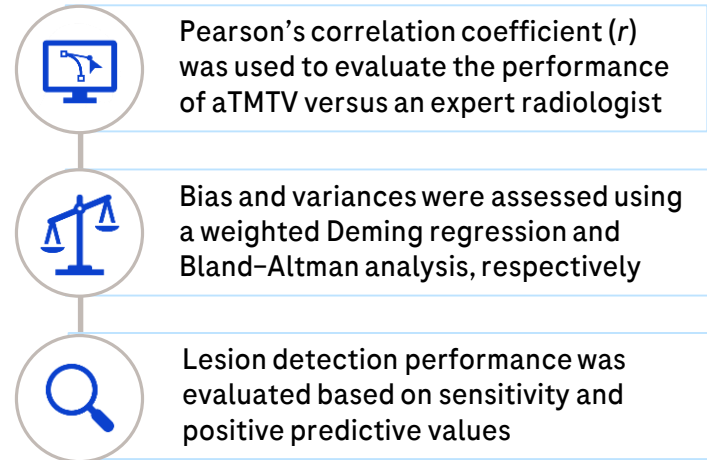 Pearson’s correlation coefficient (r)
was used to evaluate the performance
of aTMTV versus an expert radiologist
Bias and variances were assessed using
a weighted Deming regression and
Bland–Altman analysis, respectively
Lesion detection performance was
evaluated based on sensitivity and
positive predictive values